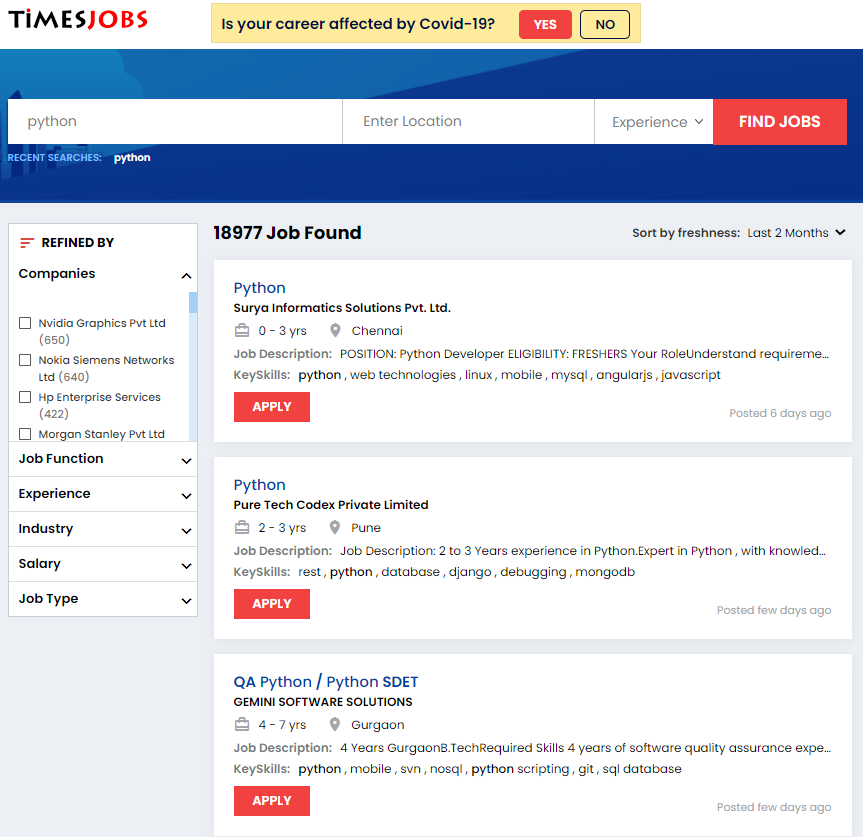 TiMESJOBS
Is your career affected by Covid-19? YES NO
python Enter Location Experience FIND JOBS
RECENT SEARCHES: python
REFINED BY
Companies
Nvidia Graphics Pvt Ltd
(650)
Nokia Siemens Networks
Ltd (640)
Hp Enterprise Services
(422)
Morgan Stanley Pvt Ltd
Job Function
Experience
Industry
Salary
Job Type
18977 Job Found
Sort by freshness: Last 2 Months
Python
Surya Informatics Solutions Pvt. Ltd.
0 - 3 yrs Chennai
Job Description: POSITION: Python Developer ELIGIBILITY: FRESHERS Your RoleUnderstand requireme...
KeySkills: python , web technologies , linux , mobile , mysql , angularjs , javascript
APPLY
Posted 6 days ago
Python
Pure Tech Codex Private Limited
2 - 3 yrs Pune
Job Description: Job Description: 2 to 3 Years experience in Python.Expert in Python , with knowled...
KeySkills: rest , python , database , django , debugging , mongodb
APPLY
Posted few days ago
QA Python / Python SDET
GEMINI SOFTWARE SOLUTIONS
4 - 7 yrs Gurgaon
Job Description: 4 Years GurgaonB.TechRequired Skills 4 years of software quality assurance expe...
KeySkills: python , mobile , svn , nosql , python scripting , git , sql database
APPLY
Posted few days ago